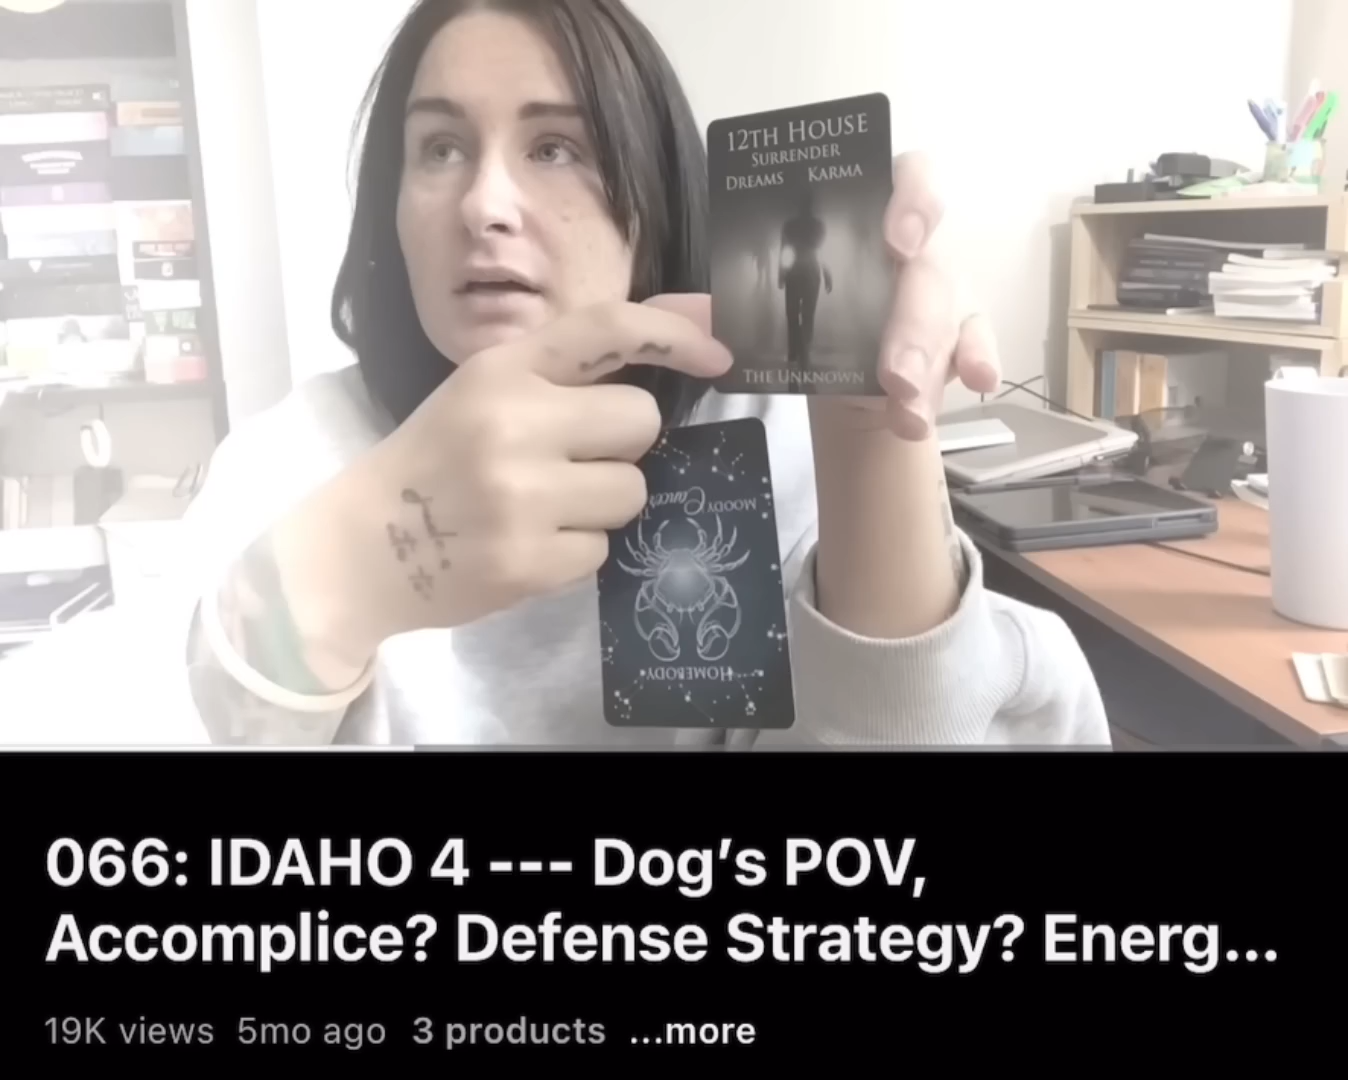 12TH HOUSE
SURRENDER
DREAMS KARMA
THE UNKNOWN
MOODY Cancer
HOMEBODY
066: IDAHO 4 --- Dog’s POV,
Accomplice? Defense Strategy? Energ...
19K views 5mo ago 3 products ...more